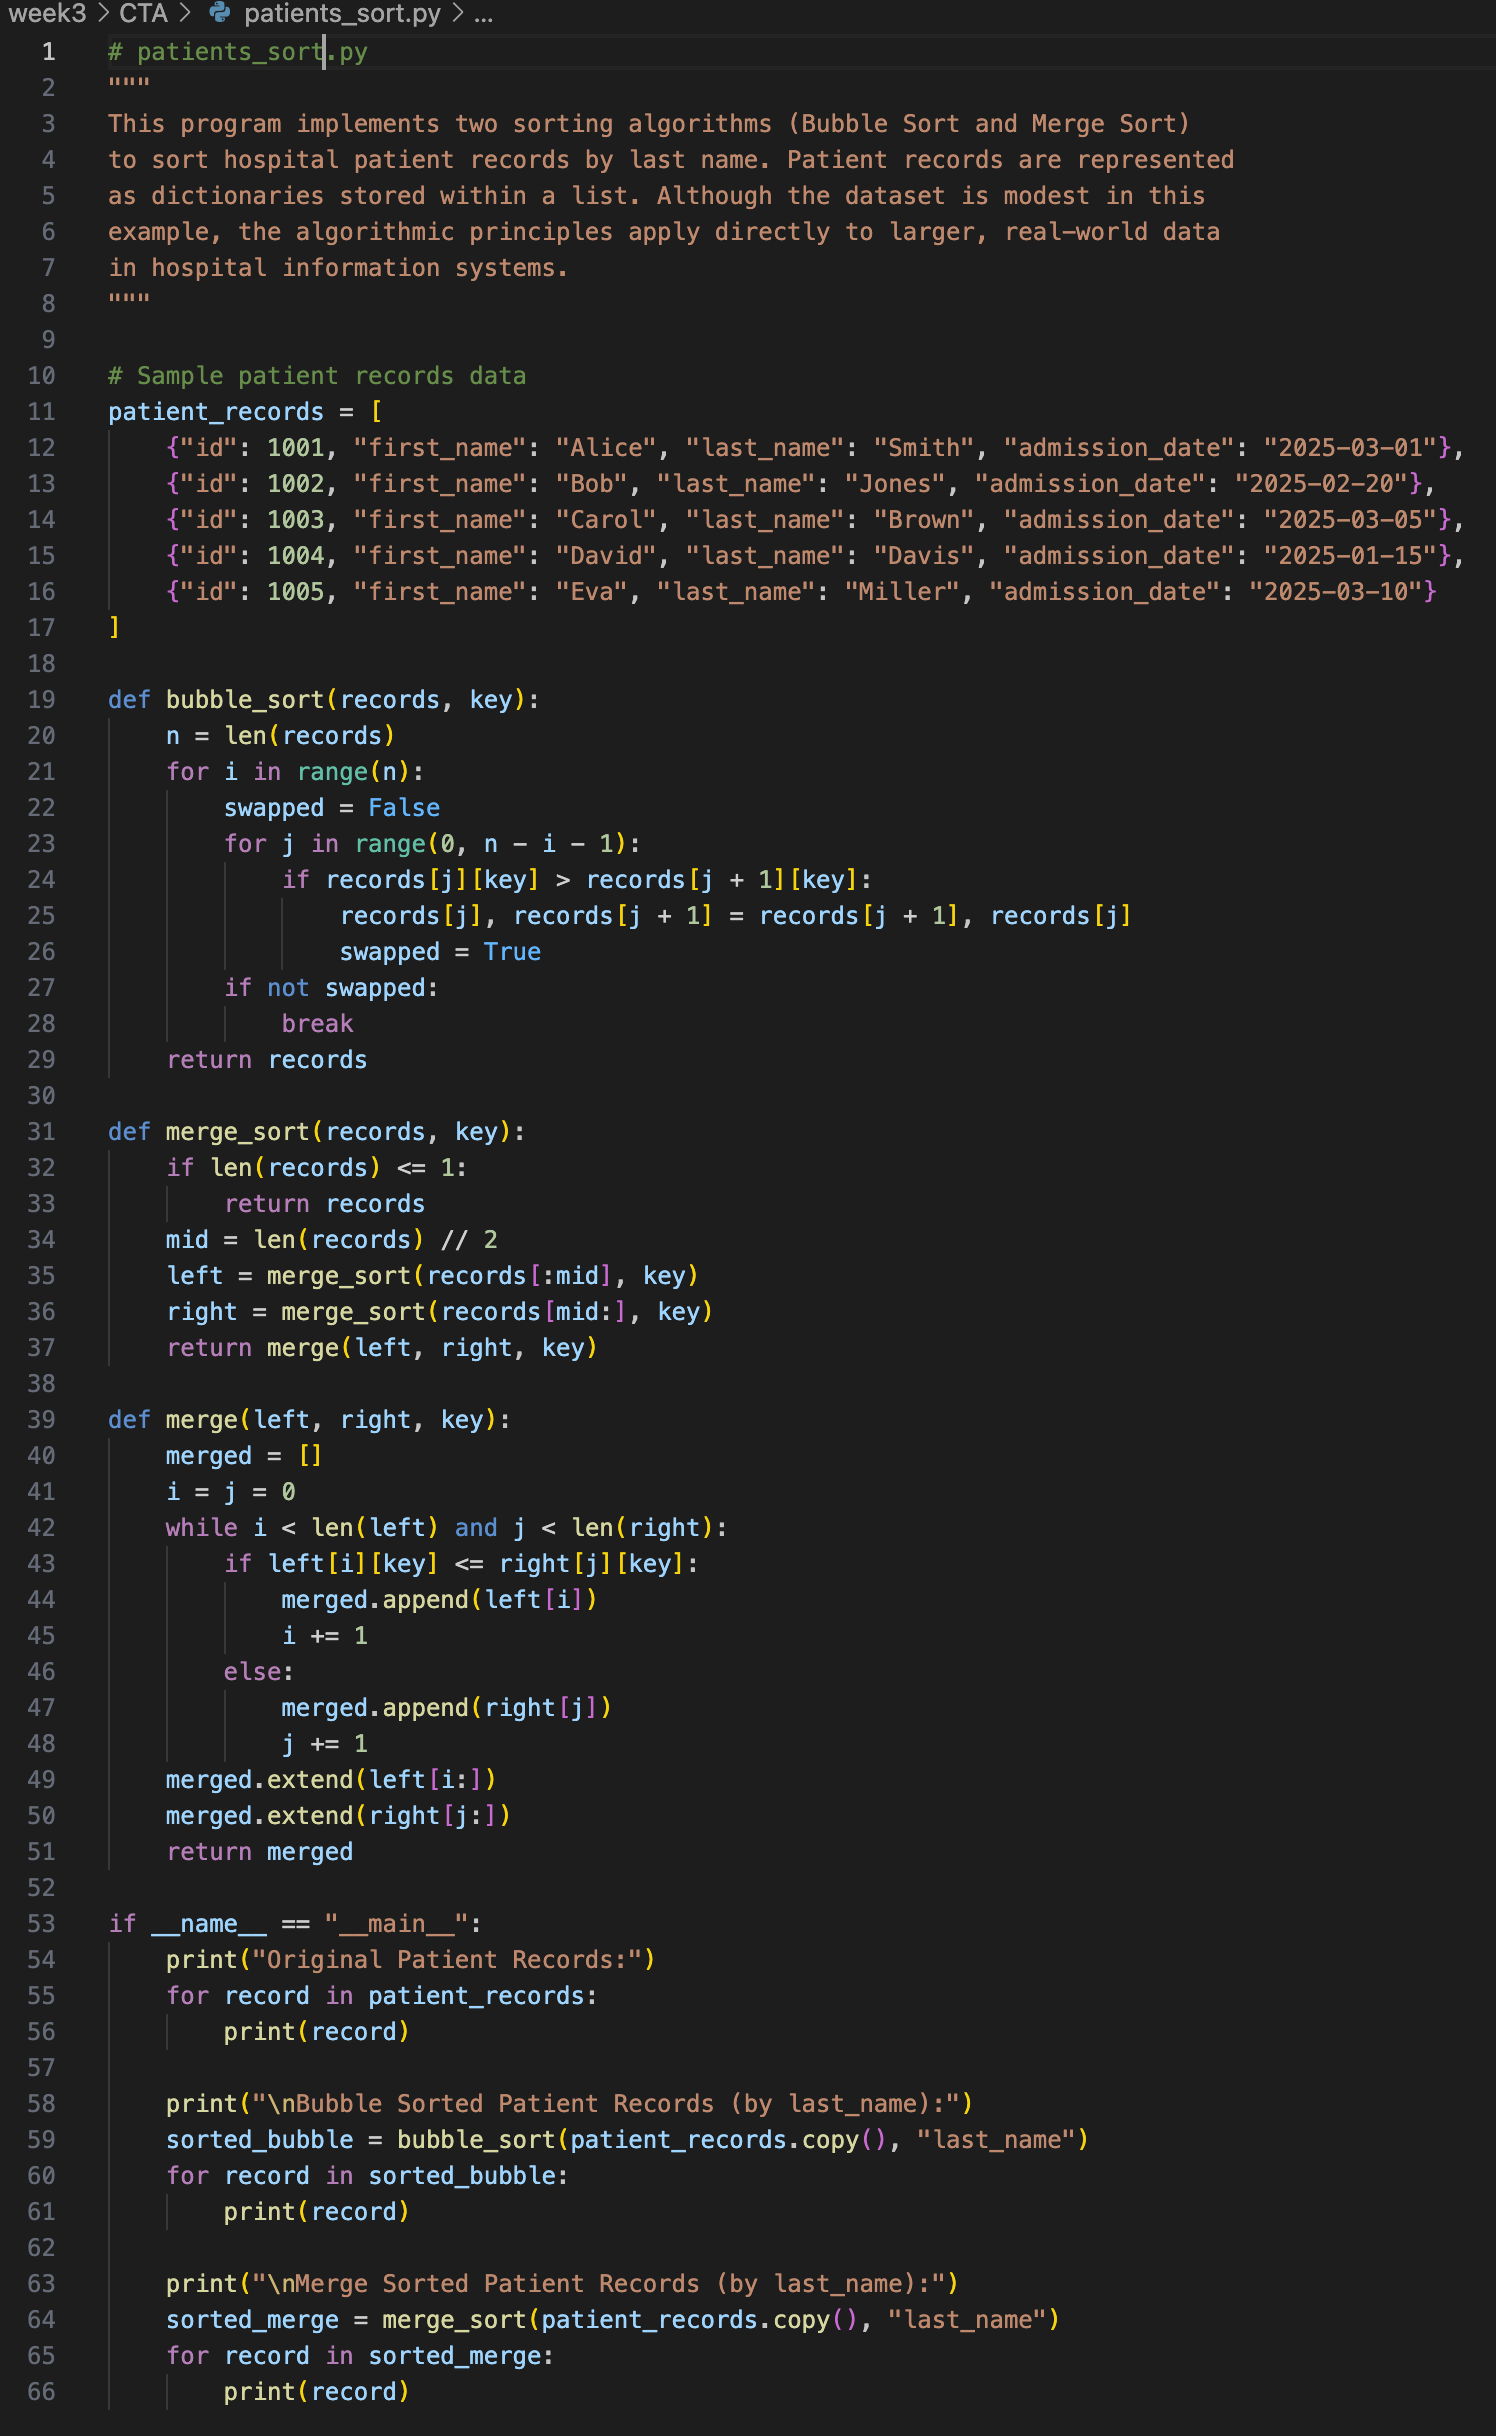 week3 > CTA > patients_sort.py > ...
1 # patients_sort.py
2 """
3 This program implements two sorting algorithms (Bubble Sort and Merge Sort)
4 to sort hospital patient records by last name. Patient records are represented
5 as dictionaries stored within a list. Although the dataset is modest in this
6 example, the algorithmic principles apply directly to larger, real-world data
7 in hospital information systems.
8 """
9
10 # Sample patient records data
11 patient_records = [
12     {"id": 1001, "first_name": "Alice", "last_name": "Smith", "admission_date": "2025-03-01"},
13     {"id": 1002, "first_name": "Bob", "last_name": "Jones", "admission_date": "2025-02-20"},
14     {"id": 1003, "first_name": "Carol", "last_name": "Brown", "admission_date": "2025-03-05"},
15     {"id": 1004, "first_name": "David", "last_name": "Davis", "admission_date": "2025-01-15"},
16     {"id": 1005, "first_name": "Eva", "last_name": "Miller", "admission_date": "2025-03-10"}
17 ]
18
19 def bubble_sort(records, key):
20     n = len(records)
21     for i in range(n):
22         swapped = False
23         for j in range(0, n - i - 1):
24             if records[j][key] > records[j + 1][key]:
25                 records[j], records[j + 1] = records[j + 1], records[j]
26                 swapped = True
27         if not swapped:
28             break
29     return records
30
31 def merge_sort(records, key):
32     if len(records) <= 1:
33         return records
34     mid = len(records) // 2
35     left = merge_sort(records[:mid], key)
36     right = merge_sort(records[mid:], key)
37     return merge(left, right, key)
38
39 def merge(left, right, key):
40     merged = []
41     i = j = 0
42     while i < len(left) and j < len(right):
43         if left[i][key] <= right[j][key]:
44             merged.append(left[i])
45             i += 1
46         else:
47             merged.append(right[j])
48             j += 1
49     merged.extend(left[i:])
50     merged.extend(right[j:])
51     return merged
52
53 if __name__ == "__main__":
54     print("Original Patient Records:")
55     for record in patient_records:
56         print(record)
57
58     print("\nBubble Sorted Patient Records (by last_name):")
59     sorted_bubble = bubble_sort(patient_records.copy(), "last_name")
60     for record in sorted_bubble:
61         print(record)
62
63     print("\nMerge Sorted Patient Records (by last_name):")
64     sorted_merge = merge_sort(patient_records.copy(), "last_name")
65     for record in sorted_merge:
66         print(record)